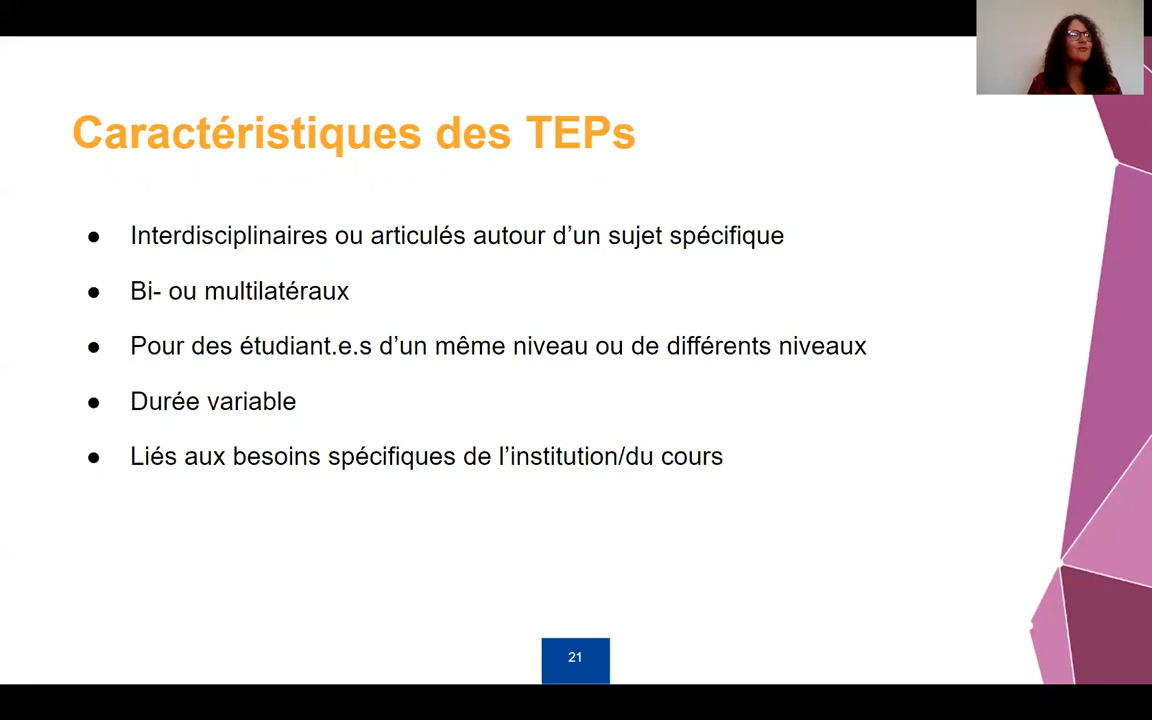 Caractéristiques des TEPs
● Interdisciplinaires ou articulés autour d’un sujet spécifique
● Bi- ou multilatéraux
● Pour des étudiant.e.s d’un même niveau ou de différents niveaux
● Durée variable
● Liés aux besoins spécifiques de l’institution/du cours
21